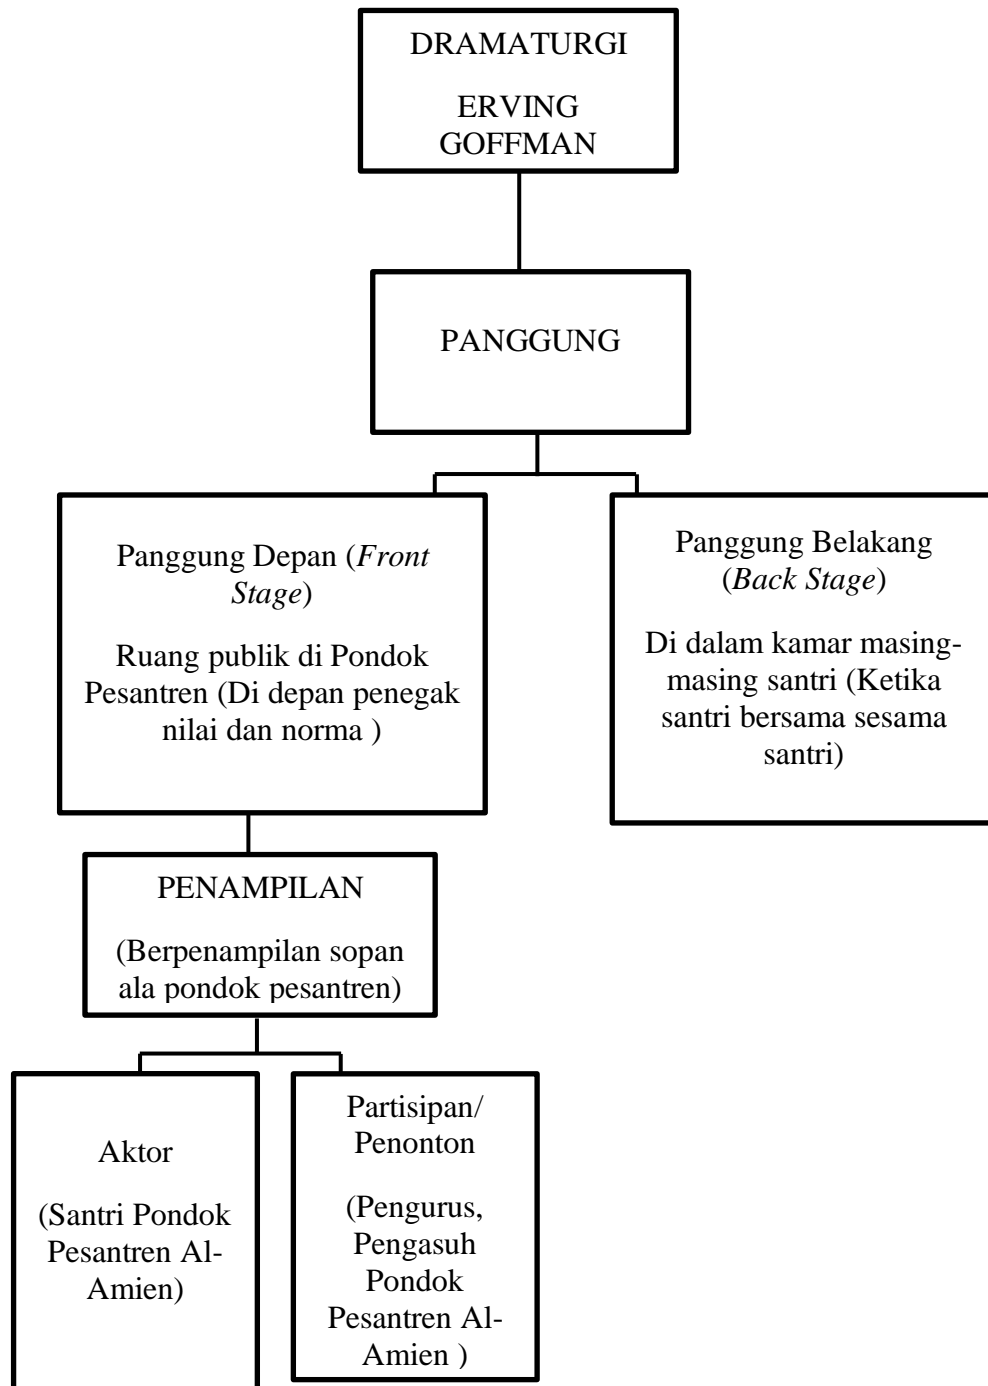 DRAMATURGI
ERVING
GOFFMAN
PANGGUNG
Panggung Depan (Front
Stage)
Ruang publik di Pondok
Pesantren (Di depan penegak
nilai dan norma )
Panggung Belakang
(Back Stage)
Di dalam kamar masing-
masing santri (Ketika
santri bersama sesama
santri)
PENAMPILAN
(Berpenampilan sopan
ala pondok pesantren)
Aktor
(Santri Pondok
Pesantren Al-
Amien)
Partisipan/
Penonton
(Pengurus,
Pengasuh
Pondok
Pesantren Al-
Amien )